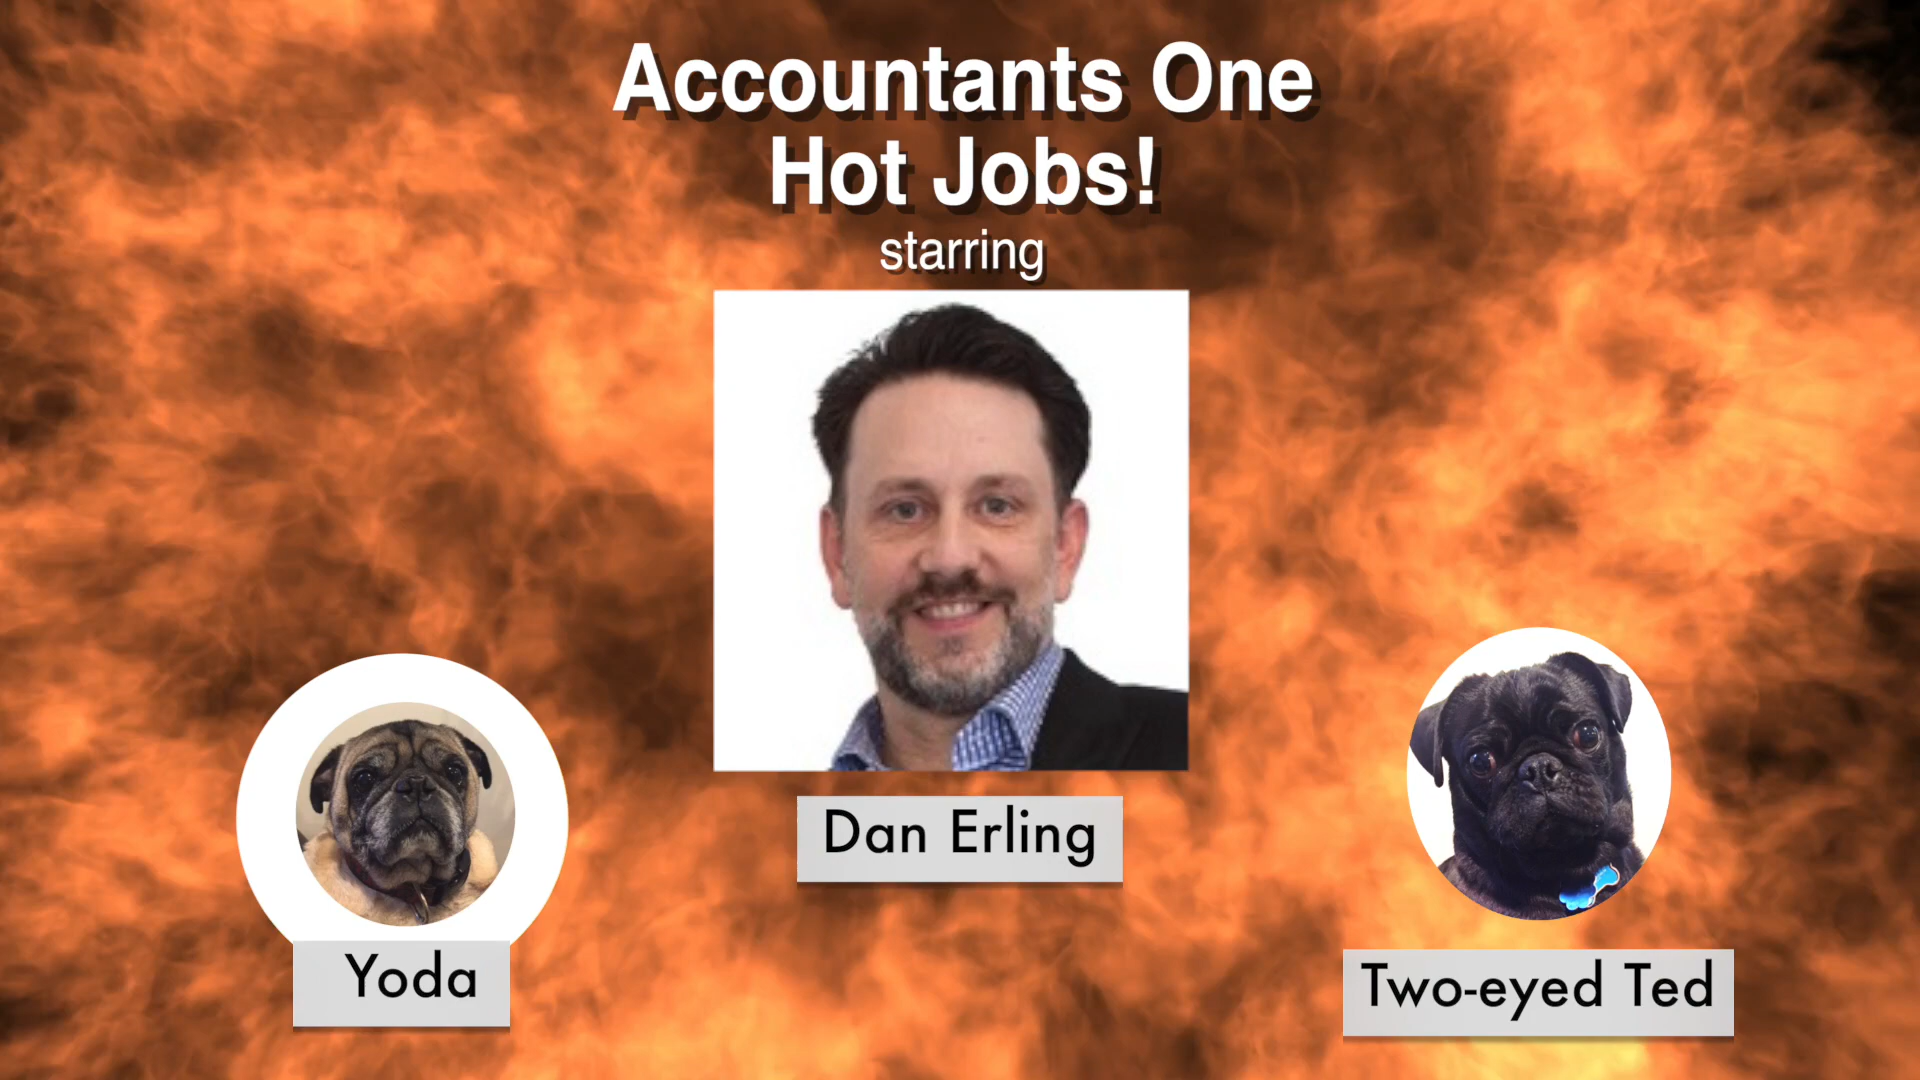 Accountants One
Hot Jobs!
starring
Dan Erling
Yoda
Two-eyed Ted